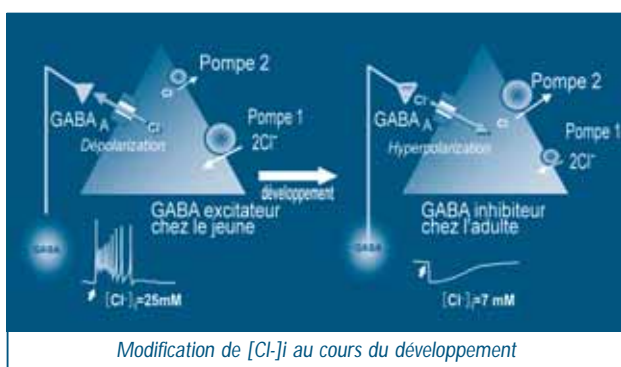 Pompe 2
Cl⁻
GABA A
Cl⁻
Dépolarization
Pompe 1
2Cl⁻
GABA excitateur
chez le jeune
GABA
[Cl⁻]i=25mM
développement
Pompe 2
Cl⁻
Cl⁻
GABA A
Hyperpolarization
Pompe 1
2Cl⁻
GABA inhibiteur
chez l'adulte
GABA
[Cl⁻]i=7 mM
Modification de [Cl-]i au cours du développement